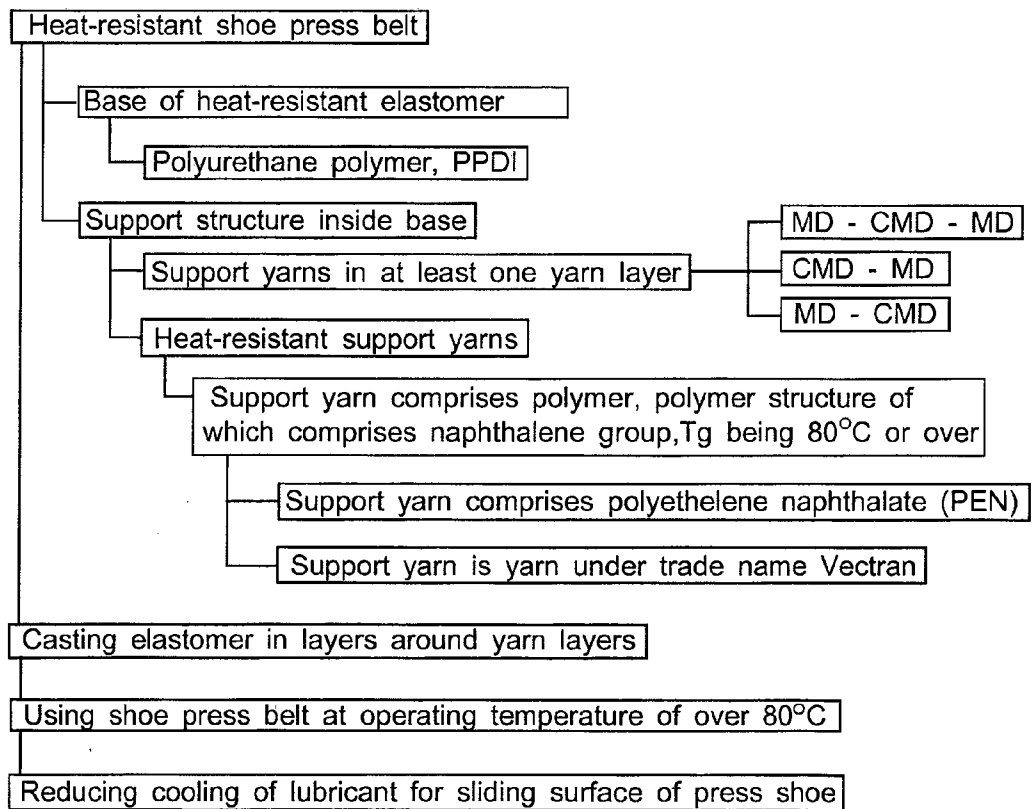 Heat-resistant shoe press belt
Base of heat-resistant elastomer
Polyurethane polymer, PPDI
Support structure inside base
Support yarns in at least one yarn layer
MD - CMD - MD
CMD - MD
MD - CMD
Heat-resistant support yarns
Support yarn comprises polymer, polymer structure of
which comprises naphthalene group,Tg being 80°C or over
Support yarn comprises polyethelene naphthalate (PEN)
Support yarn is yarn under trade name Vectran
Casting elastomer in layers around yarn layers
Using shoe press belt at operating temperature of over 80°C
Reducing cooling of lubricant for sliding surface of press shoe